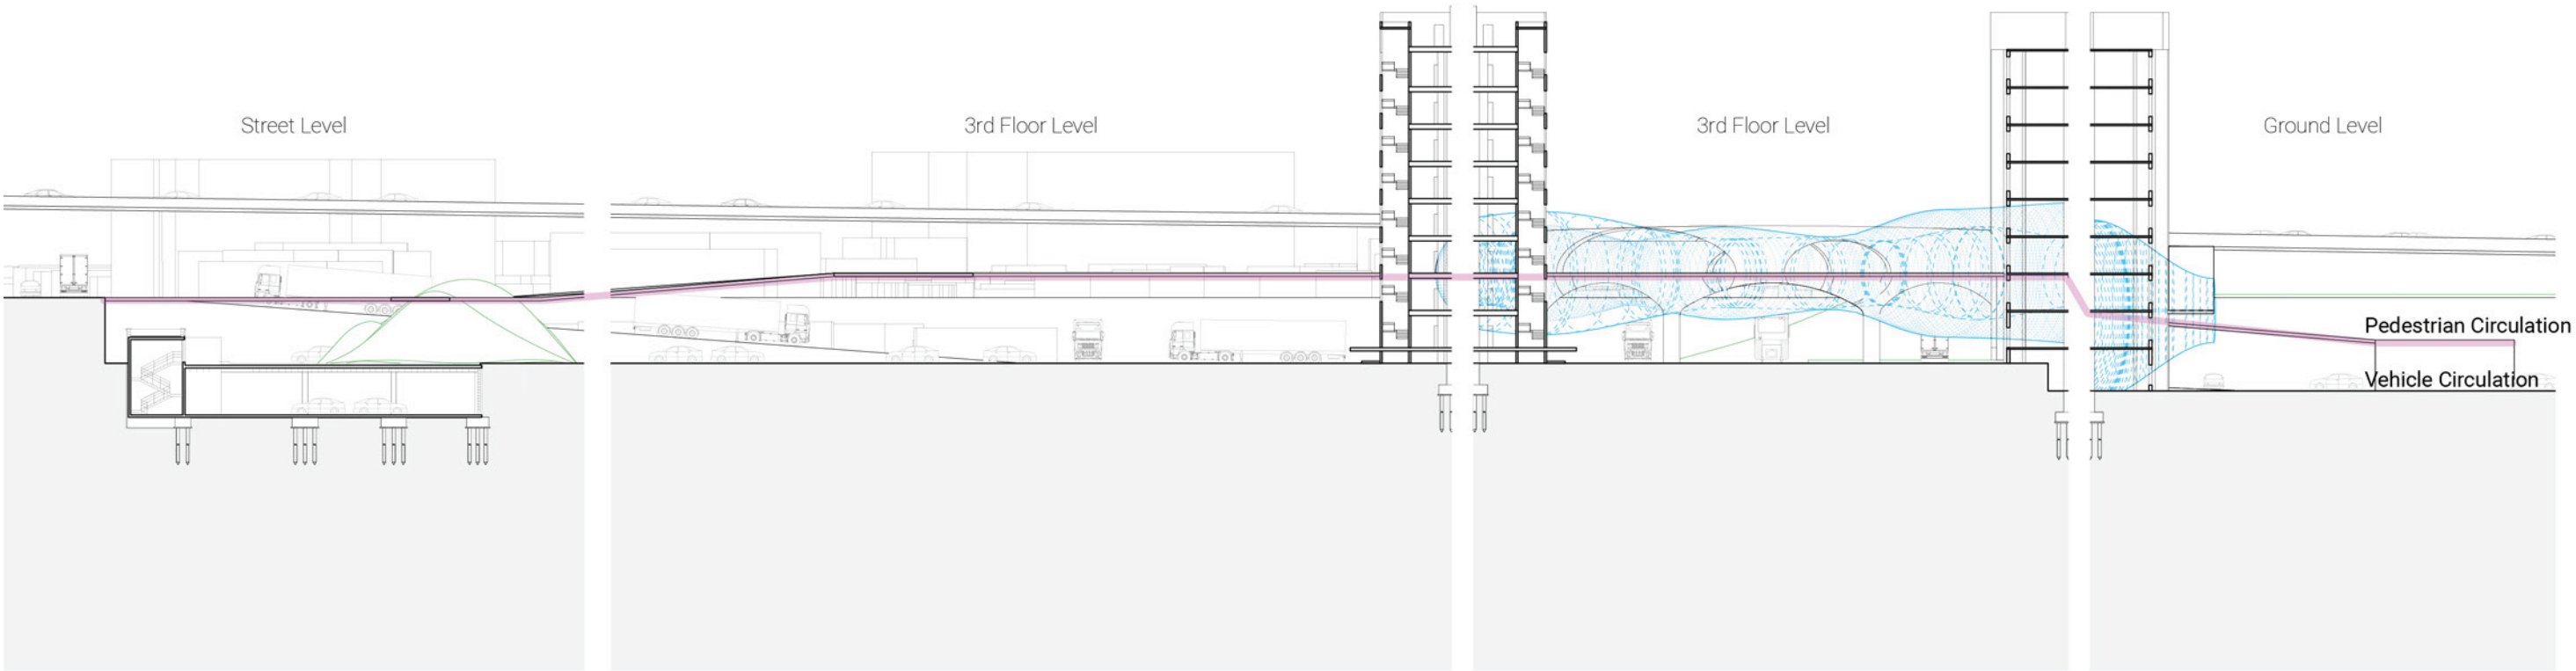 Street Level
3rd Floor Level
3rd Floor Level
Ground Level
Pedestrian Circulation
Vehicle Circulation